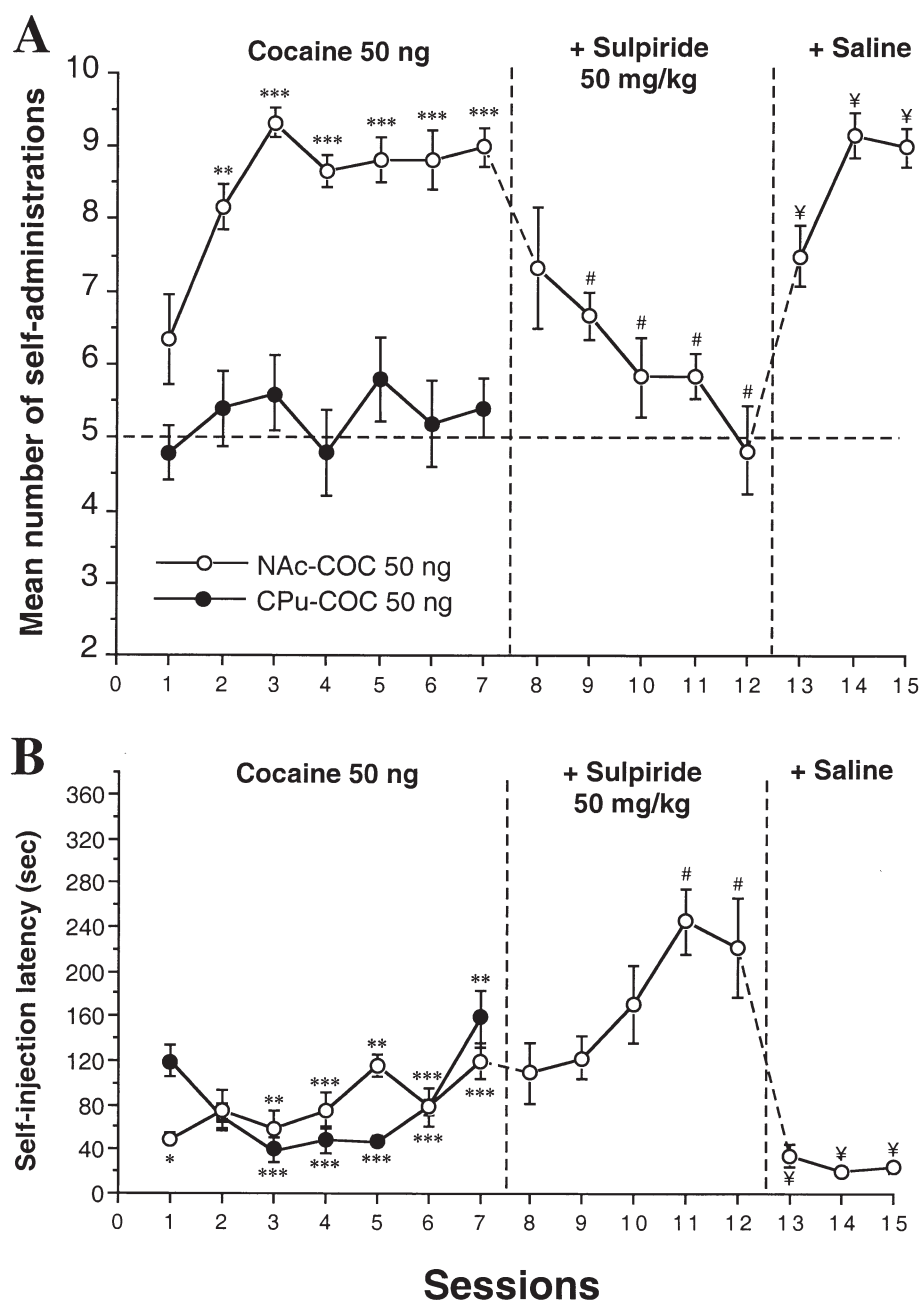 A
Cocaine 50 ng
+ Sulpiride
50 mg/kg
+ Saline
Mean number of self-administrations
10
9
8
7
6
5
4
3
2
** *** *** *** *** ***
# # # #
¥ ¥ ¥
NAc-COC 50 ng
CPu-COC 50 ng
0 1 2 3 4 5 6 7 8 9 10 11 12 13 14 15
B
Cocaine 50 ng
+ Sulpiride
50 mg/kg
+ Saline
Self-injection latency (sec)
360
320
280
240
200
160
120
80
40
0
** *** ** *** **
* *** *** *** *** ***
# #
¥ ¥ ¥
0 1 2 3 4 5 6 7 8 9 10 11 12 13 14 15
Sessions